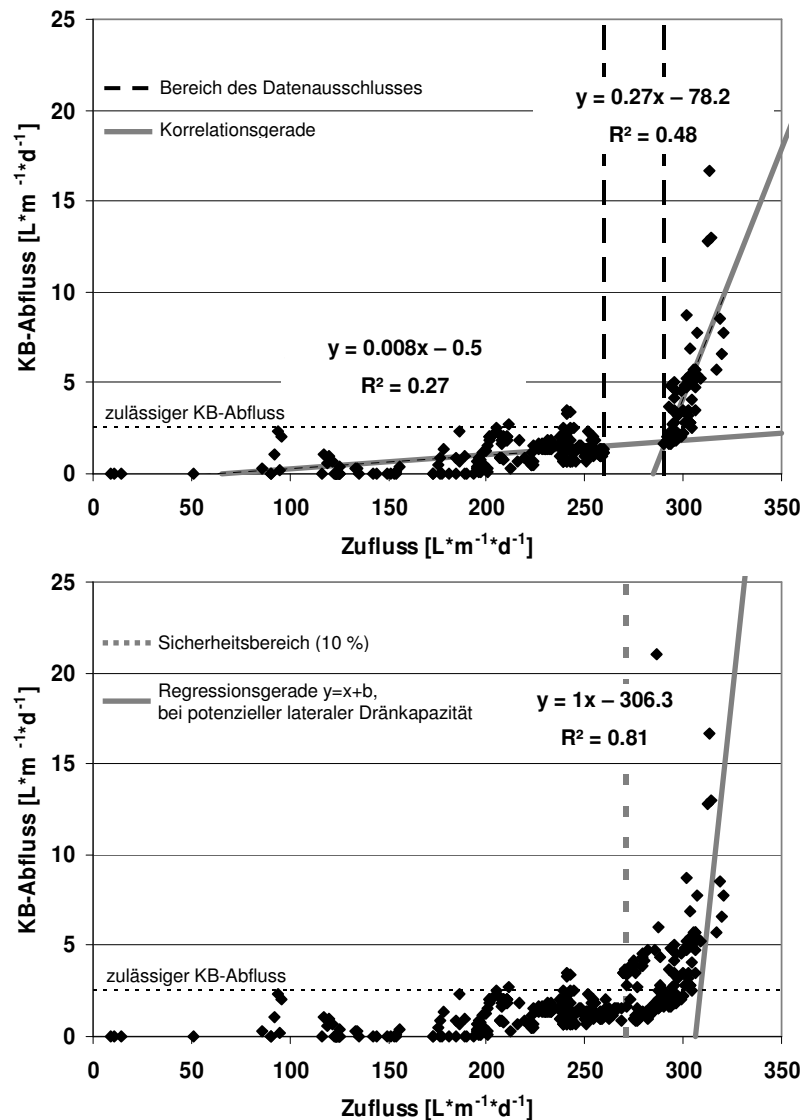 25
20
15
10
5
0
KB-Abfluss [L*m⁻¹*d⁻¹]
Bereich des Datenausschlusses
Korrelationsgerade
y = 0.27x – 78.2
R² = 0.48
y = 0.008x – 0.5
R² = 0.27
zulässiger KB-Abfluss
0 50 100 150 200 250 300 350
Zufluss [L*m⁻¹*d⁻¹]
25
20
15
10
5
0
KB-Abfluss [L*m⁻¹*d⁻¹]
Sicherheitsbereich (10 %)
Regressionsgerade y=x+b,
bei potenzieller lateraler Dränkapazität
y = 1x – 306.3
R² = 0.81
zulässiger KB-Abfluss
0 50 100 150 200 250 300 350
Zufluss [L*m⁻¹*d⁻¹]